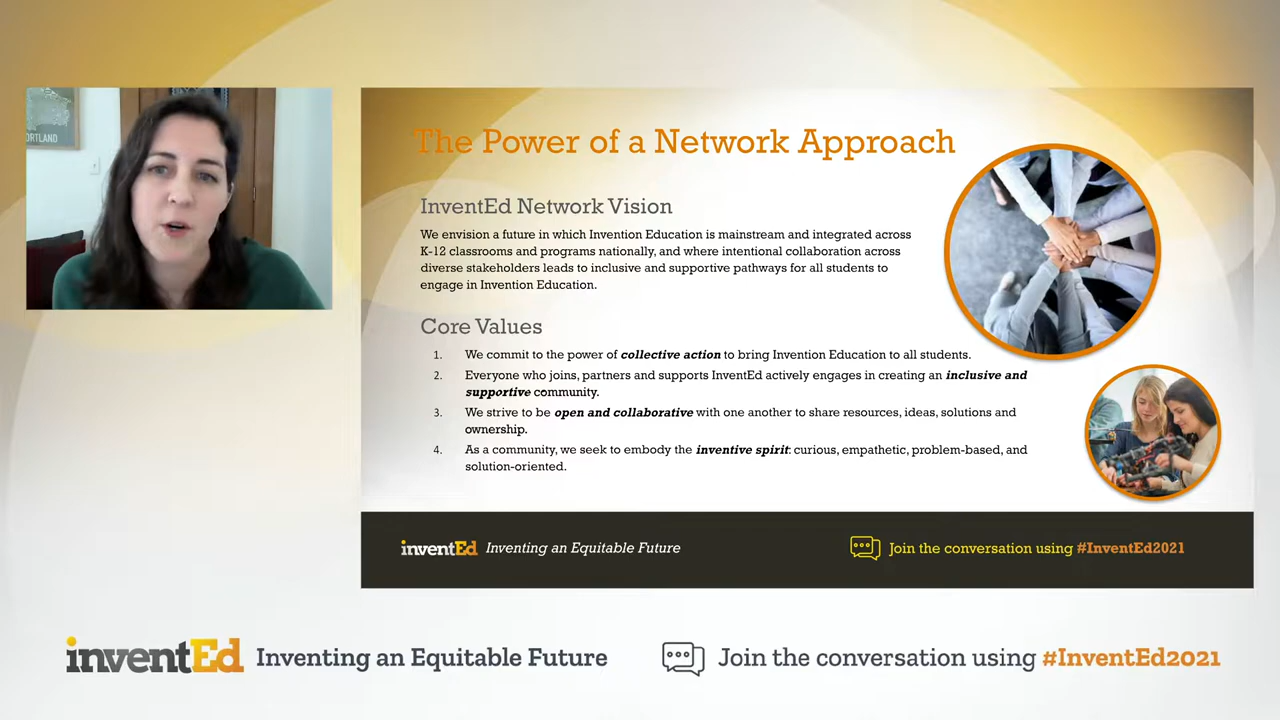 ORTLAND
The Power of a Network Approach
InventEd Network Vision
We envision a future in which Invention Education is mainstream and integrated across
K-12 classrooms and programs nationally, and where intentional collaboration across
diverse stakeholders leads to inclusive and supportive pathways for all students to
engage in Invention Education.
Core Values
1. We commit to the power of collective action to bring Invention Education to all students.
2. Everyone who joins, partners and supports InventEd actively engages in creating an inclusive and
supportive community.
3. We strive to be open and collaborative with one another to share resources, ideas, solutions and
ownership.
4. As a community, we seek to embody the inventive spirit: curious, empathetic, problem-based, and
solution-oriented.
inventEd Inventing an Equitable Future
Join the conversation using #InventEd2021
inventEd Inventing an Equitable Future
Join the conversation using #InventEd2021